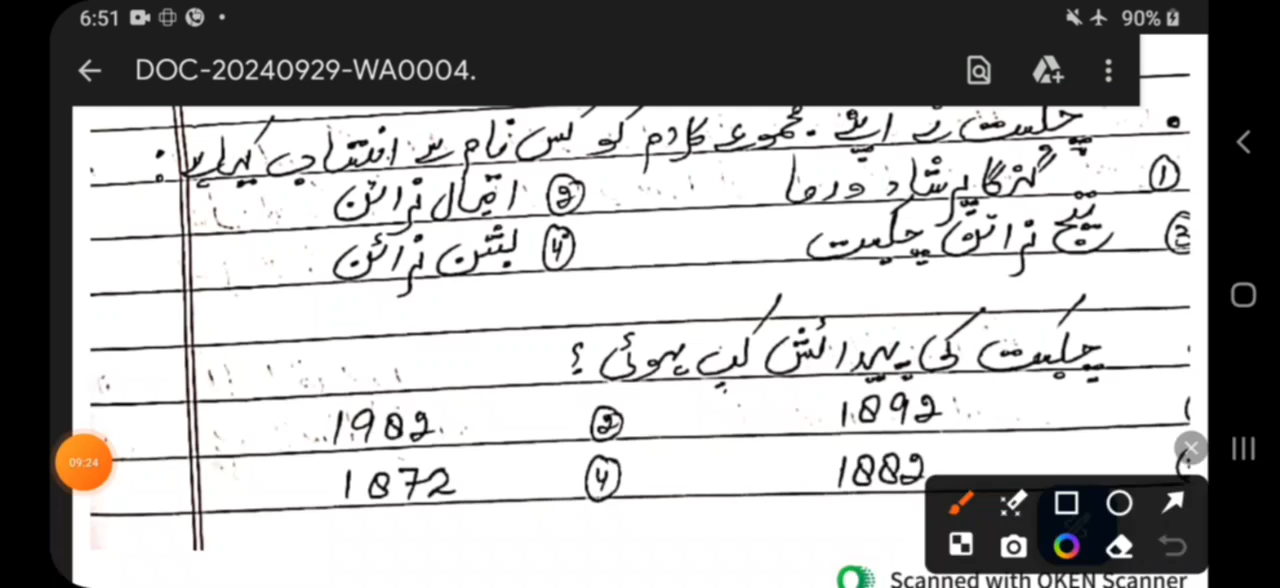 6:51
90%
DOC-20240929-WA0004.
• چکبست نے اپنے مجموعہ کلام کو کس نام سے انتساب کیا ہے:
① گنگا پرشاد ورما ② اقبال نرائن
③ تیج نرائن چکبست ④ بشن نرائن
چکبست کی پیدائش کب ہوئی؟
1892 ② 1982
1882 ④ 1872
09:24
Scanned with OKEN Scanner